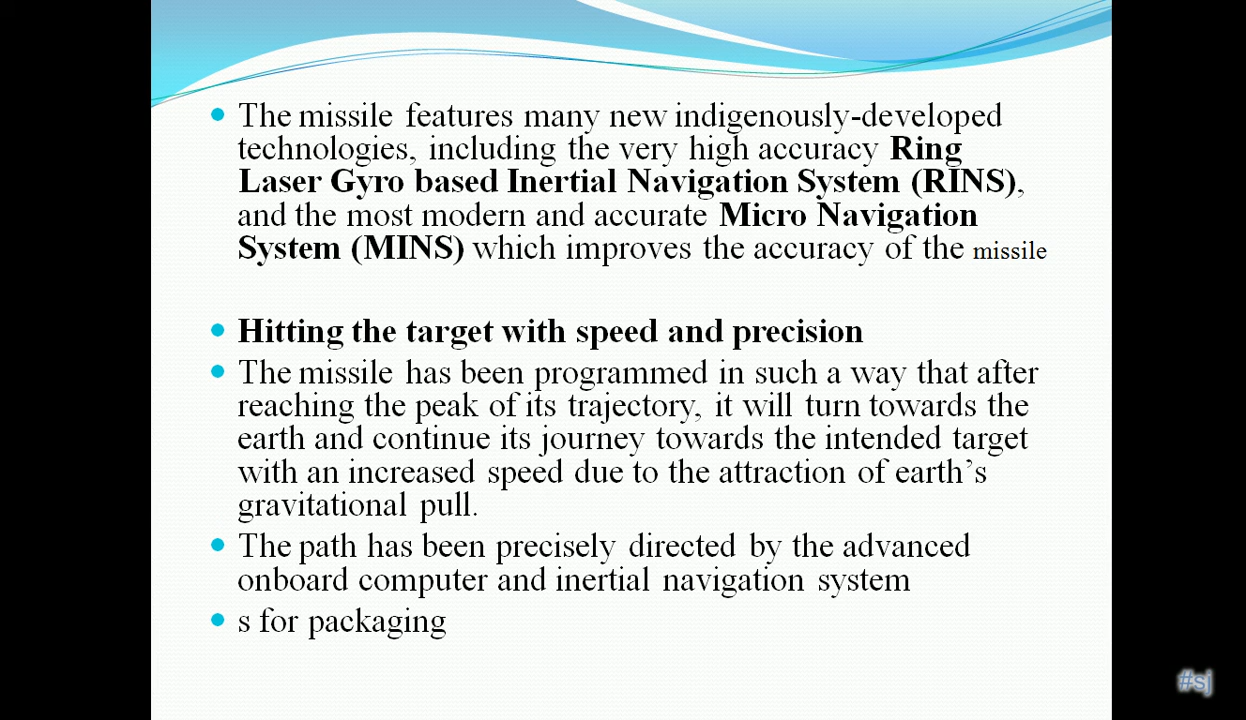 The missile features many new indigenously-developed
technologies, including the very high accuracy Ring
Laser Gyro based Inertial Navigation System (RINS),
and the most modern and accurate Micro Navigation
System (MINS) which improves the accuracy of the missile
Hitting the target with speed and precision
The missile has been programmed in such a way that after
reaching the peak of its trajectory, it will turn towards the
earth and continue its journey towards the intended target
with an increased speed due to the attraction of earth’s
gravitational pull.
The path has been precisely directed by the advanced
onboard computer and inertial navigation system
s for packaging
#sj